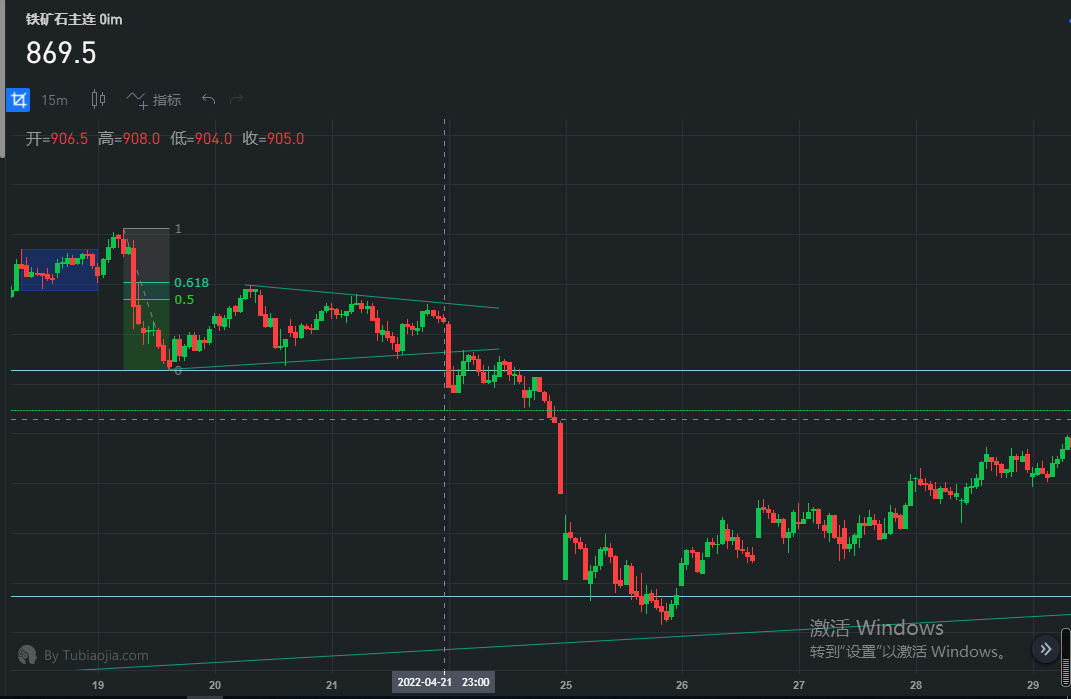 铁矿石主连 0im
869.5
15m 指标
开=906.5 高=908.0 低=904.0 收=905.0
1
0.618
0.5
0
激活 Windows
转到“设置”以激活 Windows。
By Tubiaojia.com
19 20 21 2022-04-21 23:00 25 26 27 28 29